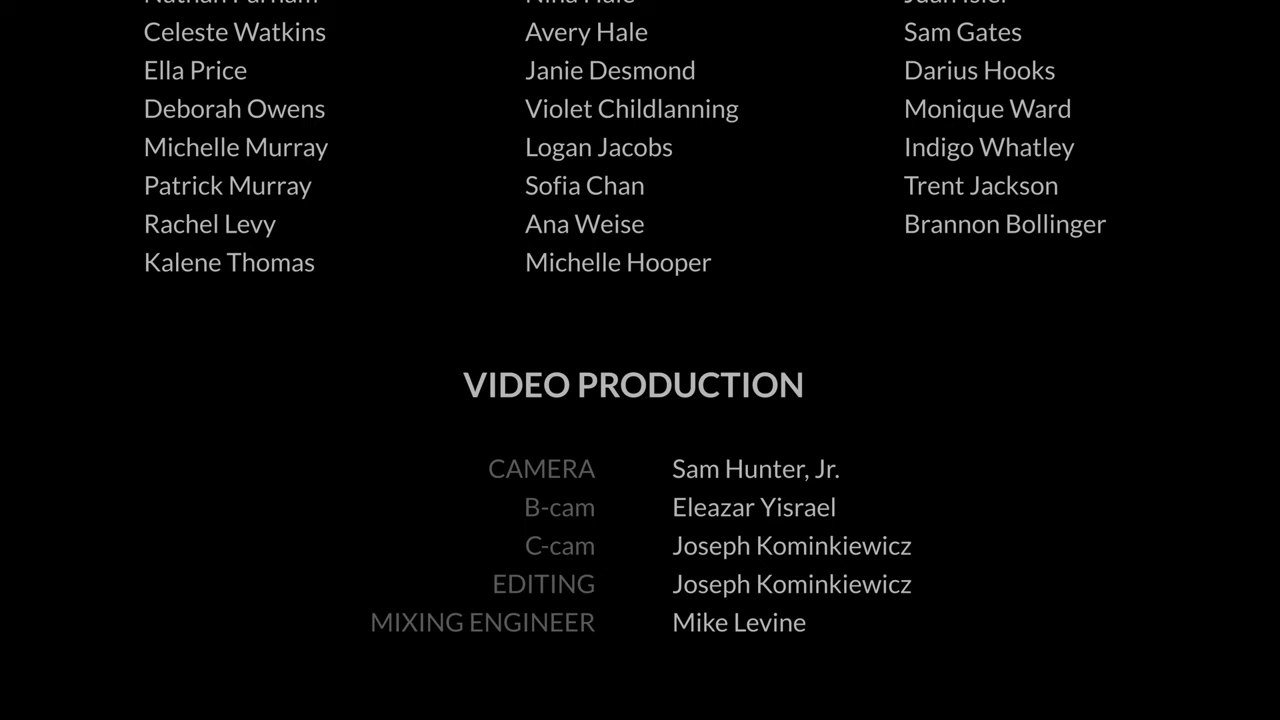 Celeste Watkins Avery Hale Sam Gates
Ella Price Janie Desmond Darius Hooks
Deborah Owens Violet Childlanning Monique Ward
Michelle Murray Logan Jacobs Indigo Whatley
Patrick Murray Sofia Chan Trent Jackson
Rachel Levy Ana Weise Brannon Bollinger
Kalene Thomas Michelle Hooper
VIDEO PRODUCTION
CAMERA Sam Hunter, Jr.
B-cam Eleazar Yisrael
C-cam Joseph Kominkiewicz
EDITING Joseph Kominkiewicz
MIXING ENGINEER Mike Levine